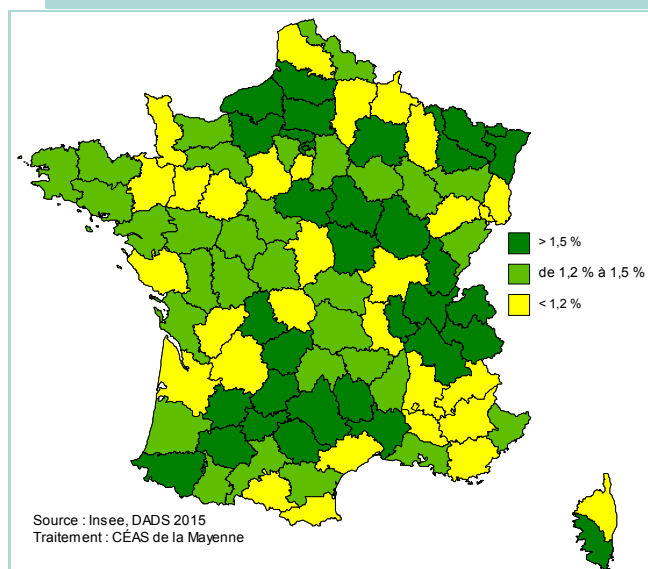 > 1,5 %
de 1,2 % à 1,5 %
< 1,2 %
Source : Insee, DADS 2015
Traitement : CÉAS de la Mayenne